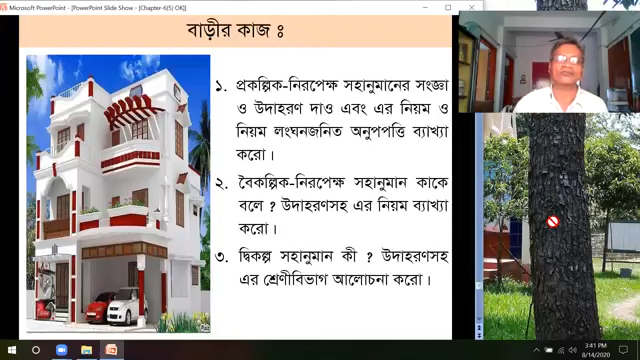 Microsoft PowerPoint - [PowerPoint Slide Show - [Chapter-6(5) OK]]
বাড়ীর কাজ ঃ
১. প্রকল্পিক-নিরপেক্ষ সহানুমানের সংজ্ঞা
ও উদাহরণ দাও এবং এর নিয়ম ও
নিয়ম লংঘনজনিত অনুপপত্তি ব্যাখ্যা
করো।
২. বৈকল্পিক-নিরপেক্ষ সহানুমান কাকে
বলে ? উদাহরণসহ এর নিয়ম ব্যাখ্যা
করো।
৩. দ্বিকল্প সহানুমান কী ? উদাহরণসহ
এর শ্রেণীবিভাগ আলোচনা করো।
3:41 PM
8/14/2020